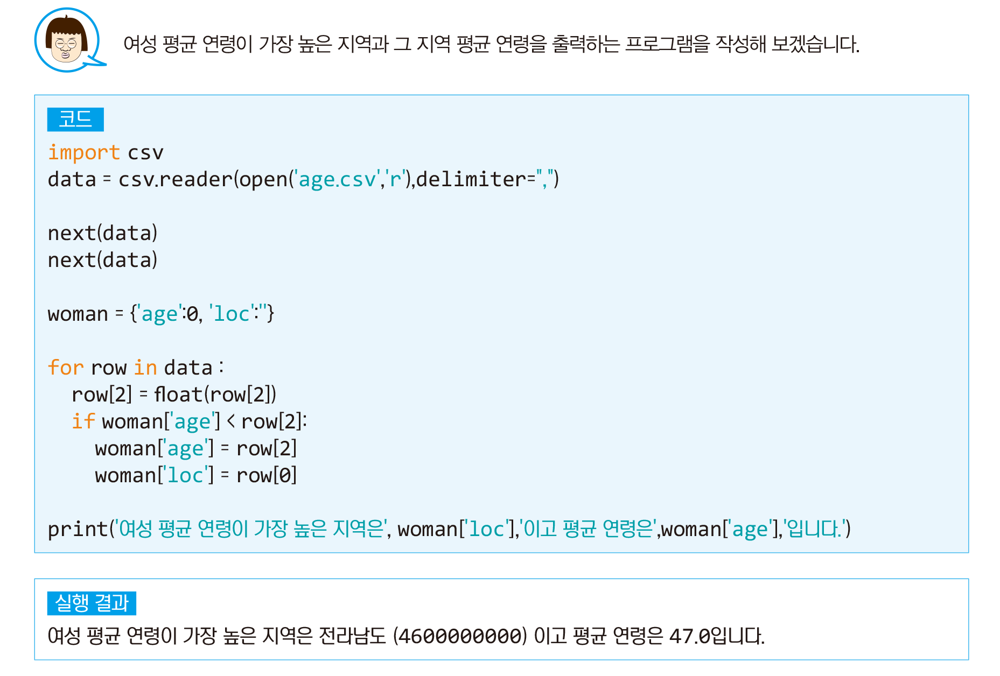 여성 평균 연령이 가장 높은 지역과 그 지역 평균 연령을 출력하는 프로그램을 작성해 보겠습니다.
코드
import csv
data = csv.reader(open('age.csv','r'),delimiter=",")
next(data)
next(data)
woman = {'age':0, 'loc':''}
for row in data :
row[2] = float(row[2])
if woman['age'] < row[2]:
woman['age'] = row[2]
woman['loc'] = row[0]
print('여성 평균 연령이 가장 높은 지역은', woman['loc'],'이고 평균 연령은',woman['age'],'입니다.')
실행 결과
여성 평균 연령이 가장 높은 지역은 전라남도 (4600000000) 이고 평균 연령은 47.0입니다.